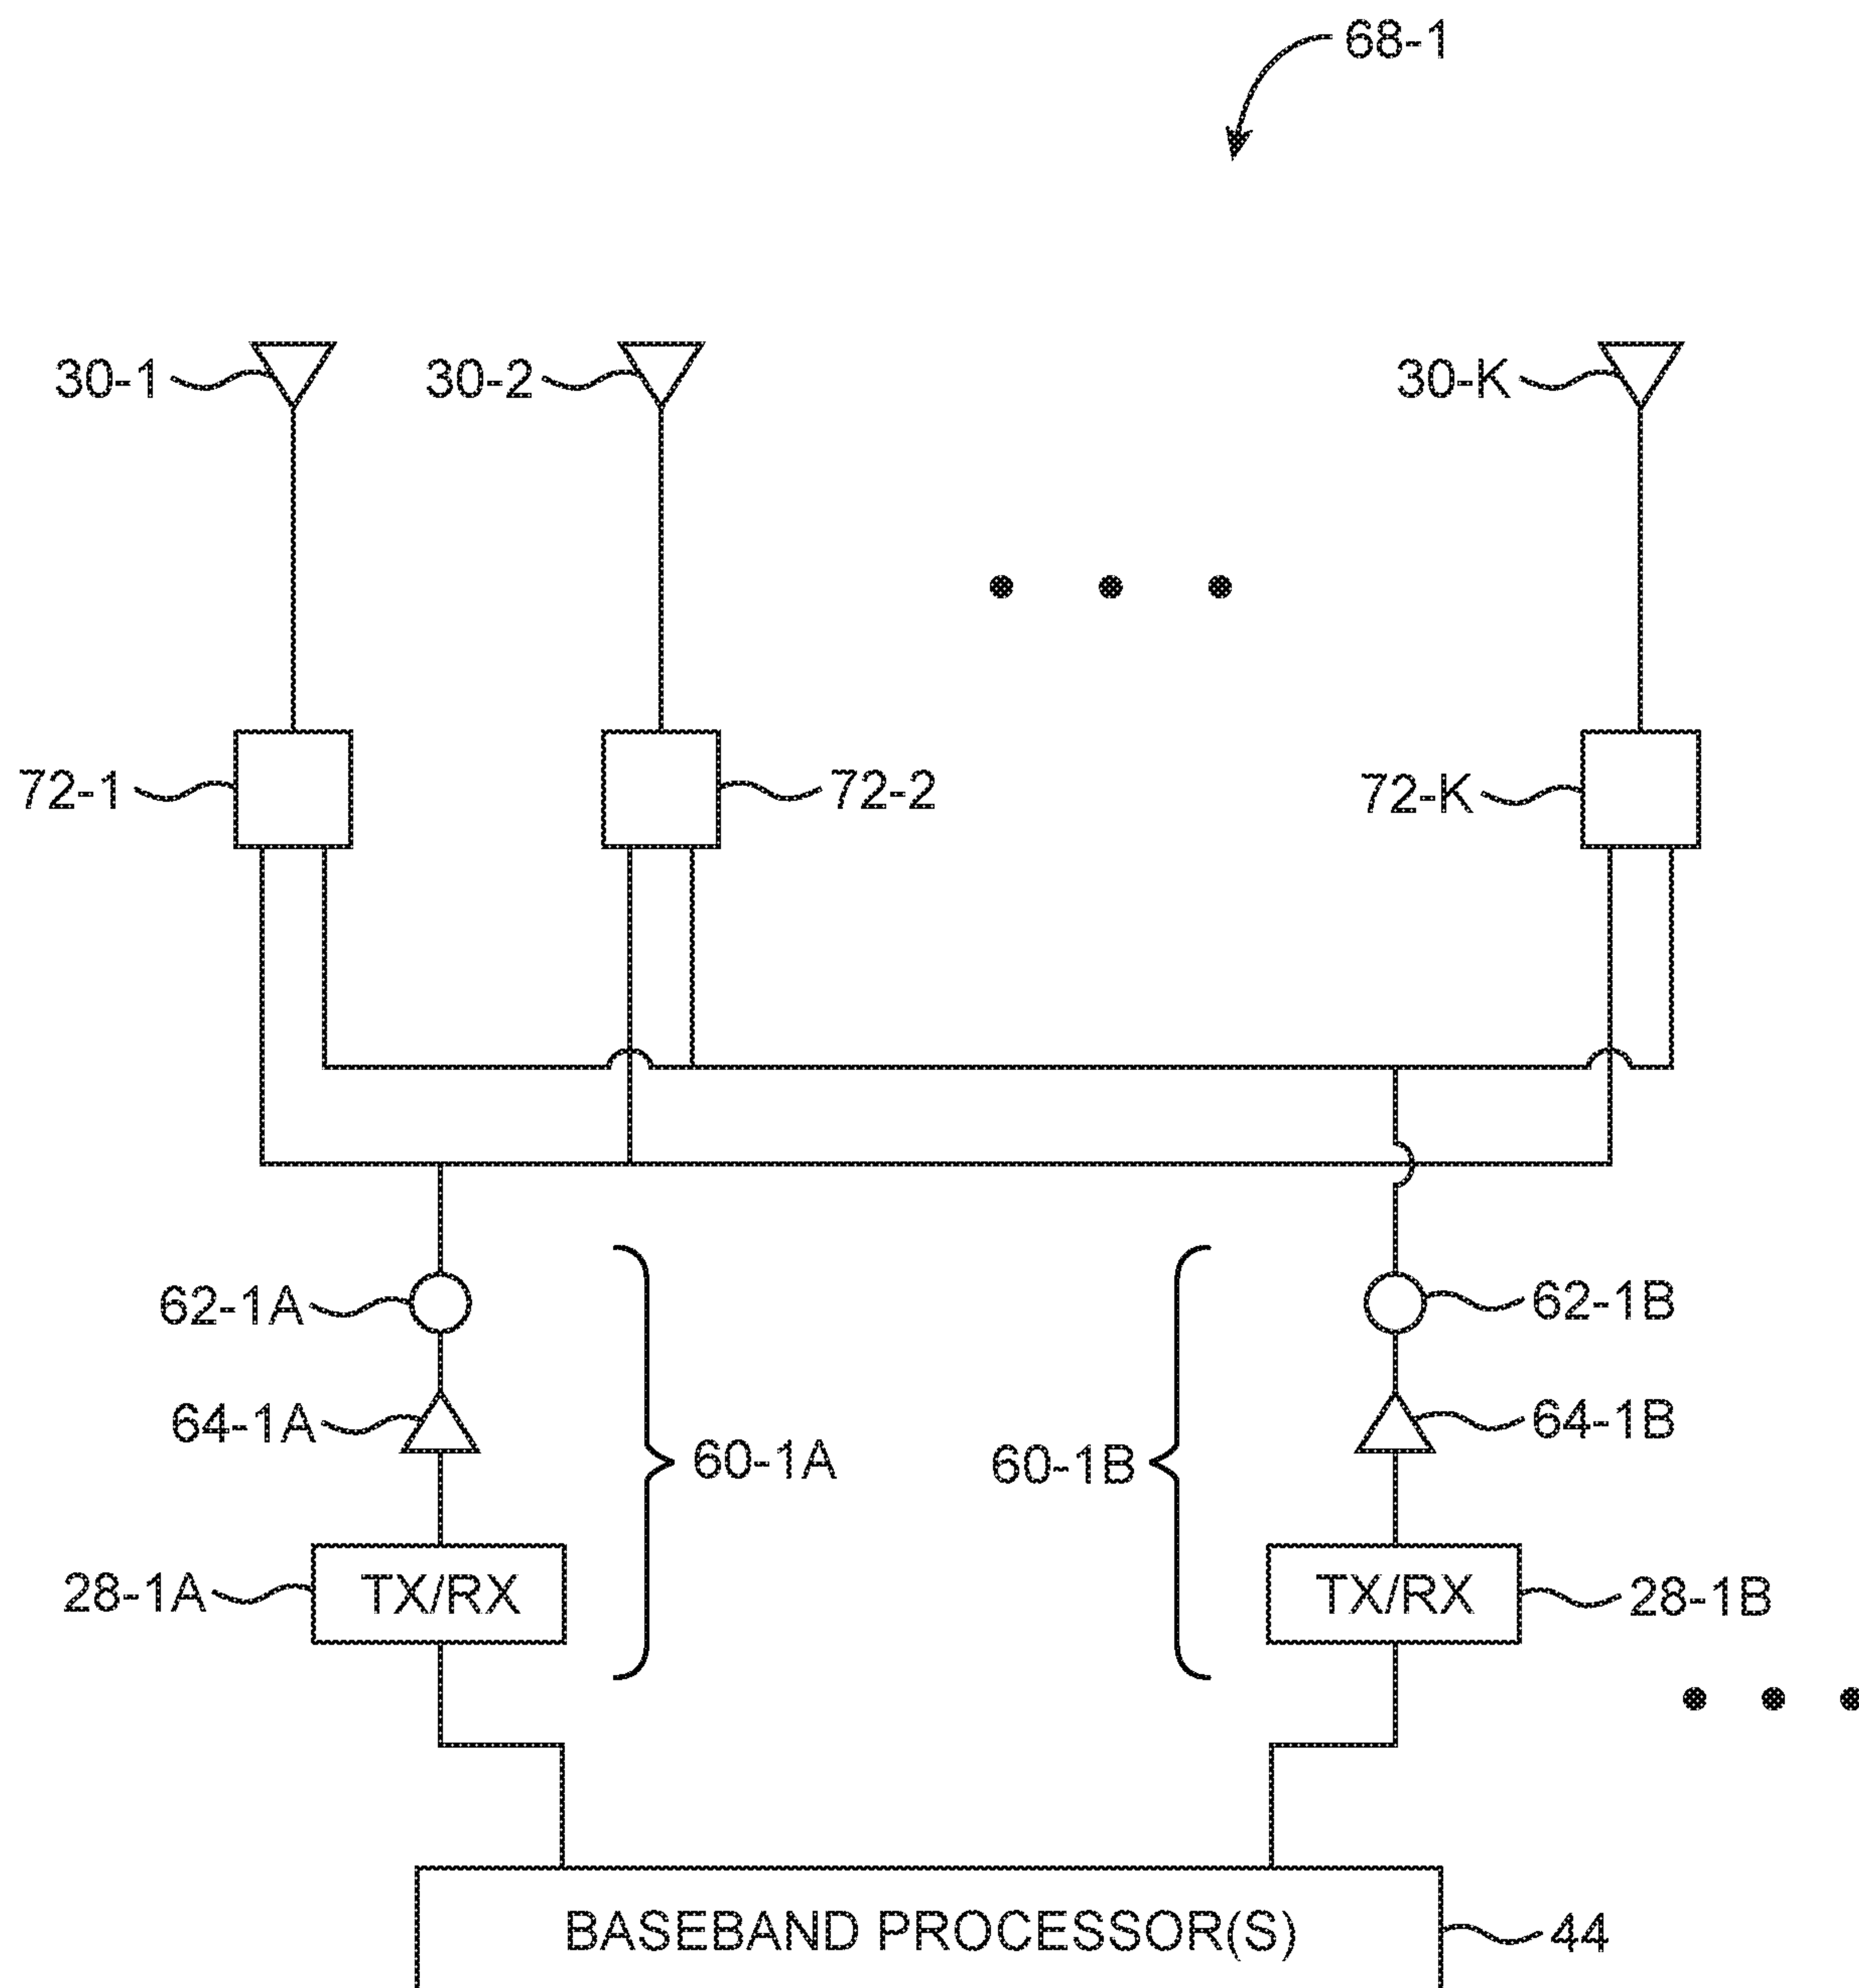 68-1
30-1
30-2
30-K
72-1
72-2
72-K
62-1A
62-1B
64-1A
64-1B
60-1A
60-1B
28-1A
TX/RX
TX/RX
28-1B
BASEBAND PROCESSOR(S)
44